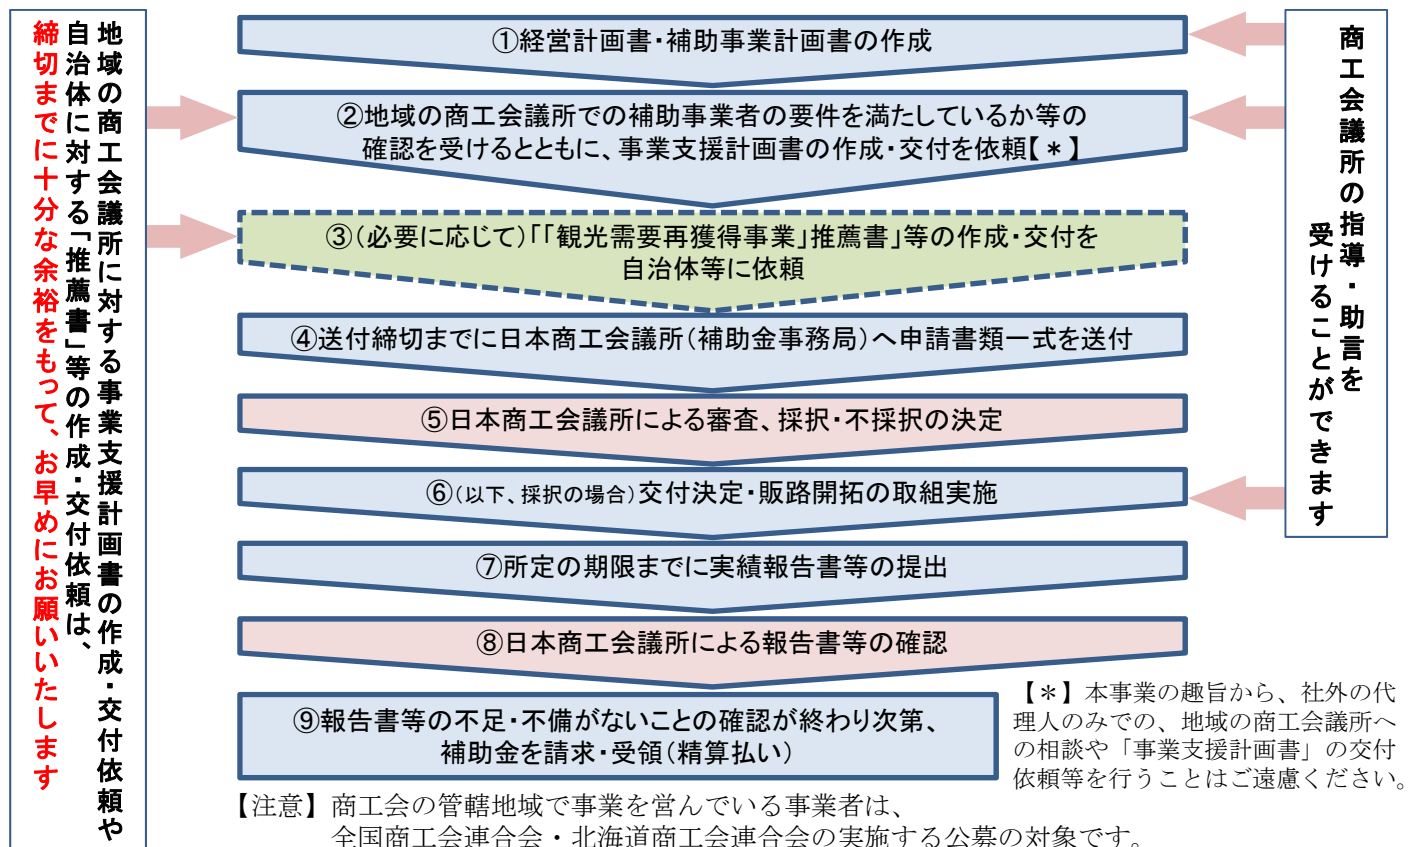 地域の商工会議所に対する事業支援計画書の作成・交付依頼や
自治体に対する「推薦書」等の作成・交付依頼は、
締切までに十分な余裕をもって、お早めにお願いいたします
①経営計画書・補助事業計画書の作成
②地域の商工会議所での補助事業者の要件を満たしているか等の
確認を受けるとともに、事業支援計画書の作成・交付を依頼【＊】
③（必要に応じて）「「観光需要再獲得事業」推薦書」等の作成・交付を
自治体等に依頼
④送付締切までに日本商工会議所（補助金事務局）へ申請書類一式を送付
⑤日本商工会議所による審査、採択・不採択の決定
⑥（以下、採択の場合）交付決定・販路開拓の取組実施
⑦所定の期限までに実績報告書等の提出
⑧日本商工会議所による報告書等の確認
⑨報告書等の不足・不備がないことの確認が終わり次第、
補助金を請求・受領（精算払い）
商工会議所の指導・助言を
受けることができます
【＊】本事業の趣旨から、社外の代
理人のみでの、地域の商工会議所へ
の相談や「事業支援計画書」の交付
依頼等を行うことはご遠慮ください。
【注意】商工会の管轄地域で事業を営んでいる事業者は、
全国商工会連合会・北海道商工会連合会の実施する公募の対象です。